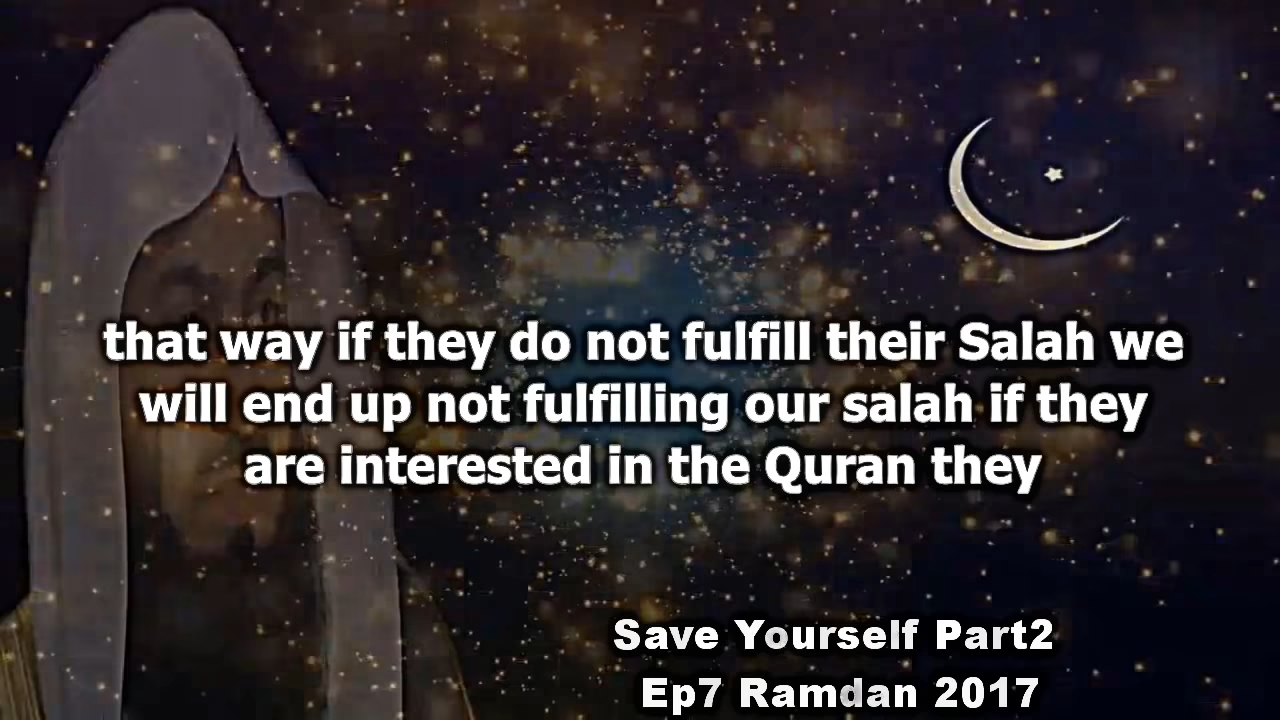 that way if they do not fulfill their Salah we
will end up not fulfilling our salah if they
are interested in the Quran they
Save Yourself Part2
Ep7 Ramdan 2017